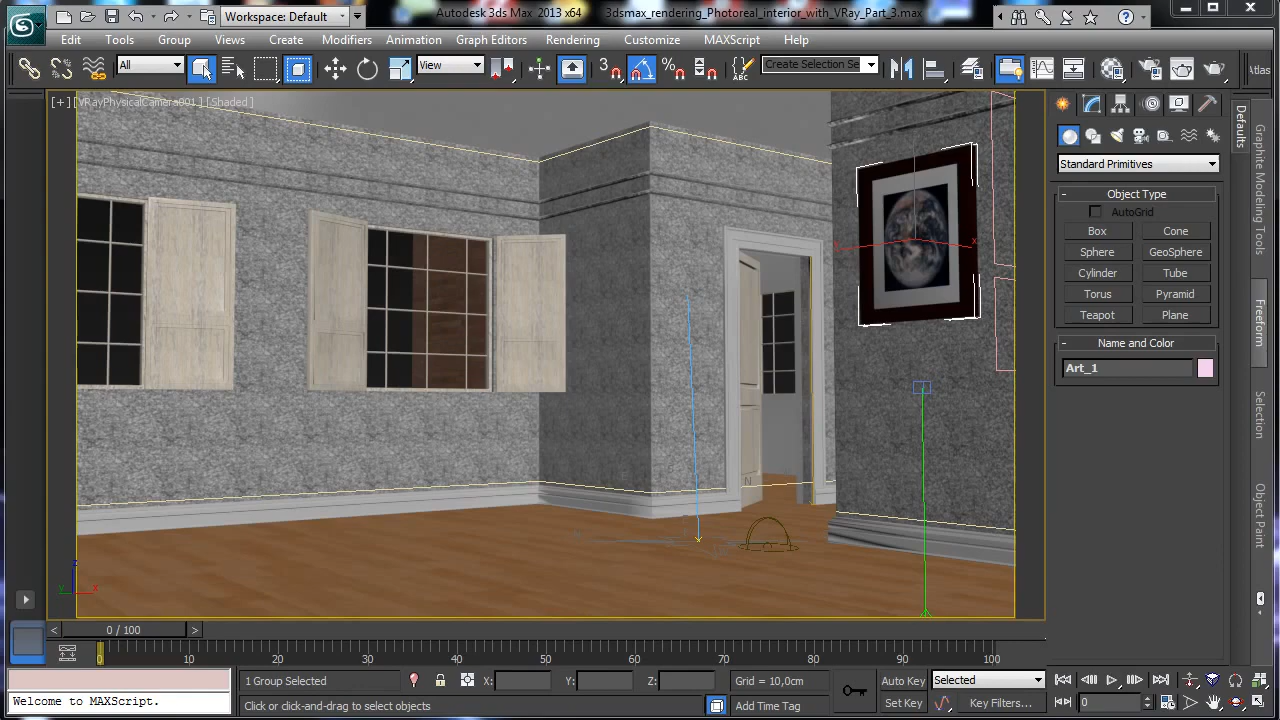 Workspace: Default
Autodesk 3ds Max 2013 x64
3dsmax_rendering_Photoreal_interior_with_VRay_Part_3.max
Edit Tools Group Views Create Modifiers Animation Graph Editors Rendering Customize MAXScript Help
All
View
3
%
ABC
Create Selection Se
Atlas
[+] [VRayPhysicalCamera001] [Shaded]
Standard Primitives
- Object Type
AutoGrid
Box Cone
Sphere GeoSphere
Cylinder Tube
Torus Pyramid
Teapot Plane
- Name and Color
Art_1
Defaults
Graphite Modeling Tools
Freeform
Selection
Object Paint
x
N
x
< 0 / 100 >
0 10 20 30 40 50 60 70 80 90 100
1 Group Selected
X:
Y:
Z:
Grid = 10,0cm
Auto Key
Selected
Welcome to MAXScript.
Click or click-and-drag to select objects
Add Time Tag
Set Key
Key Filters...
0